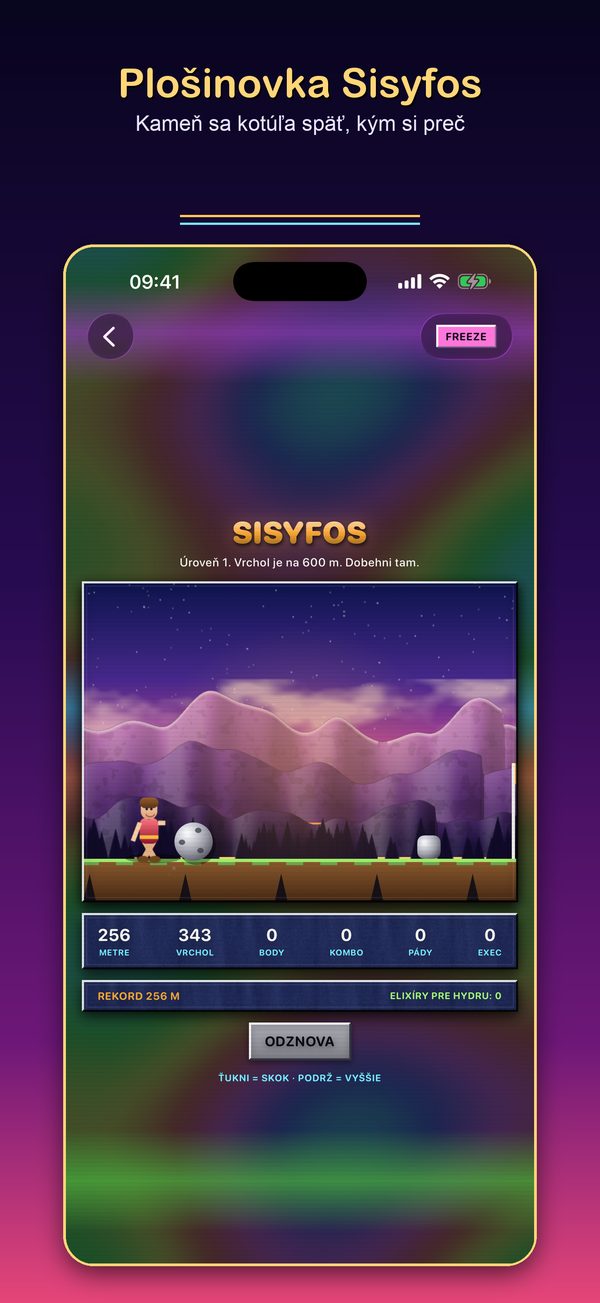 Plošinovka Sisyfos
Kameň sa kotúľa späť, kým si preč
09:41
FREEZE
SISYFOS
Úroveň 1. Vrchol je na 600 m. Dobehni tam.
256 343 0 0 0 0
METRE VRCHOL BODY KOMBO PÁDY EXEC
REKORD 256 M ELIXÍRY PRE HYDRU: 0
ODZNOVA
ŤUKNI = SKOK · PODRŽ = VYŠŠIE